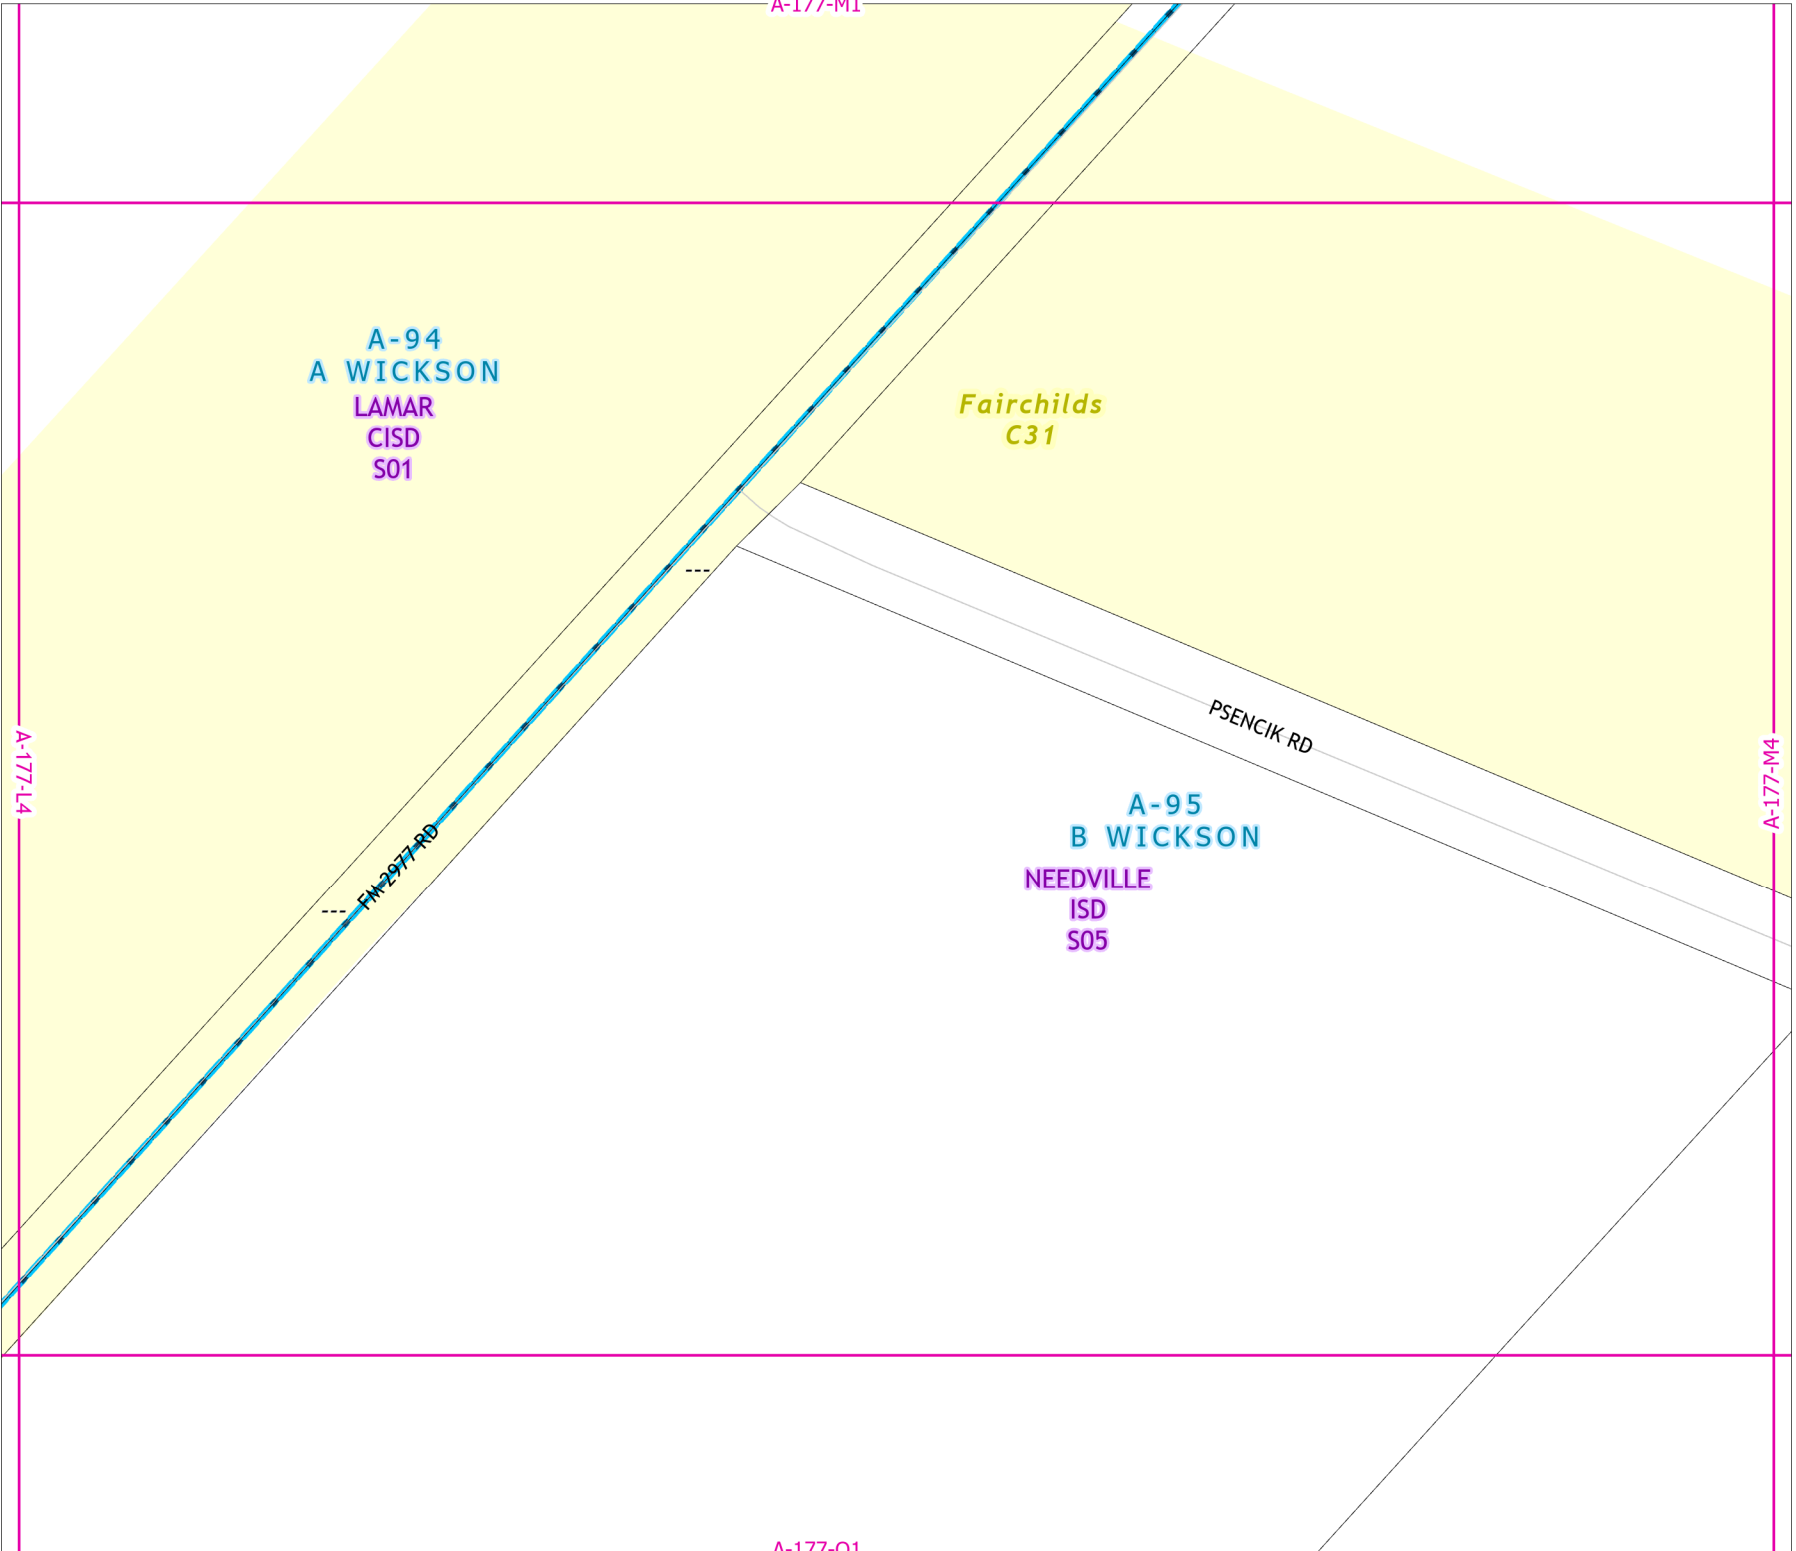 A-177-M1
A-94
A WICKSON
LAMAR
CISD
S01
Fairchilds
C31
---
PSENCIK RD
A-177-L4
A-177-M4
A-95
B WICKSON
FM 2977 RD
---
NEEDVILLE
ISD
S05
A-177-Q1